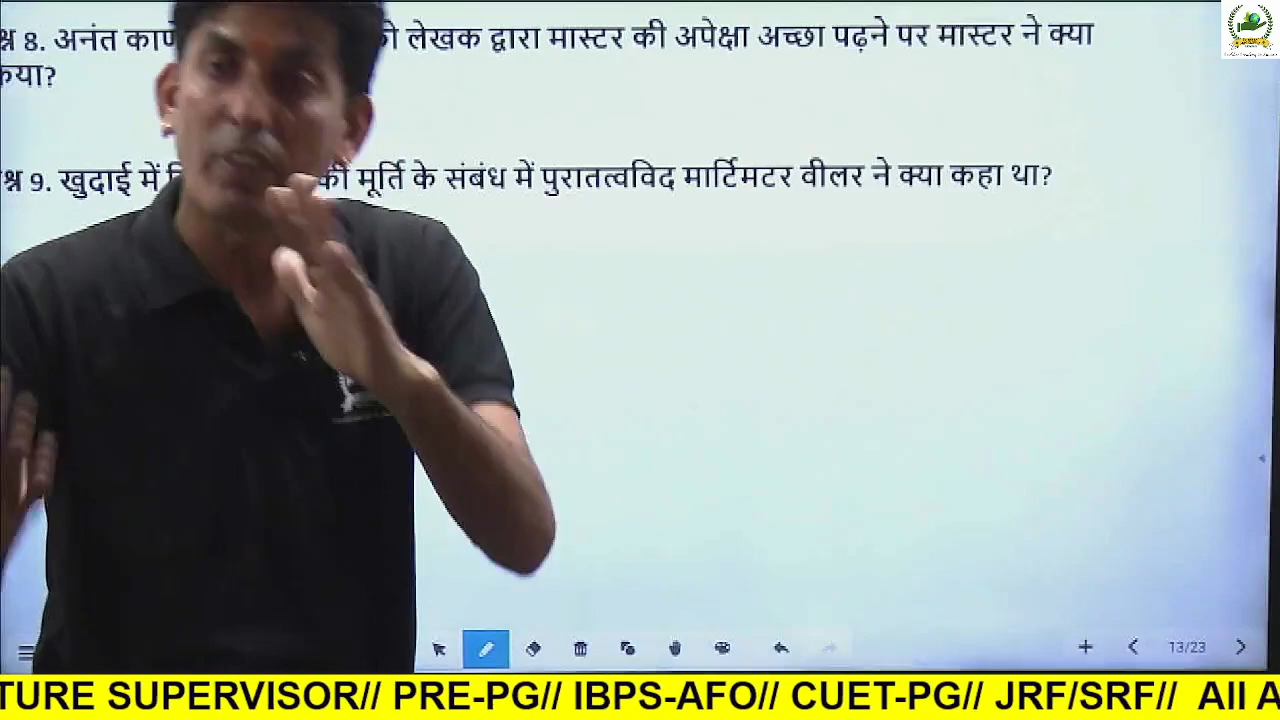 8. अनंत लेखक द्वारा मास्टर की अपेक्षा अच्छा पढ़ने पर मास्टर ने क्या
9. खुदाई में की मूर्ति के संबंध में पुरातत्वविद मार्टिमटर वीलर ने क्या कहा था?
13/23
TURE SUPERVISOR// PRE-PG// IBPS-AFO// CUET-PG// JRF/SRF// All A